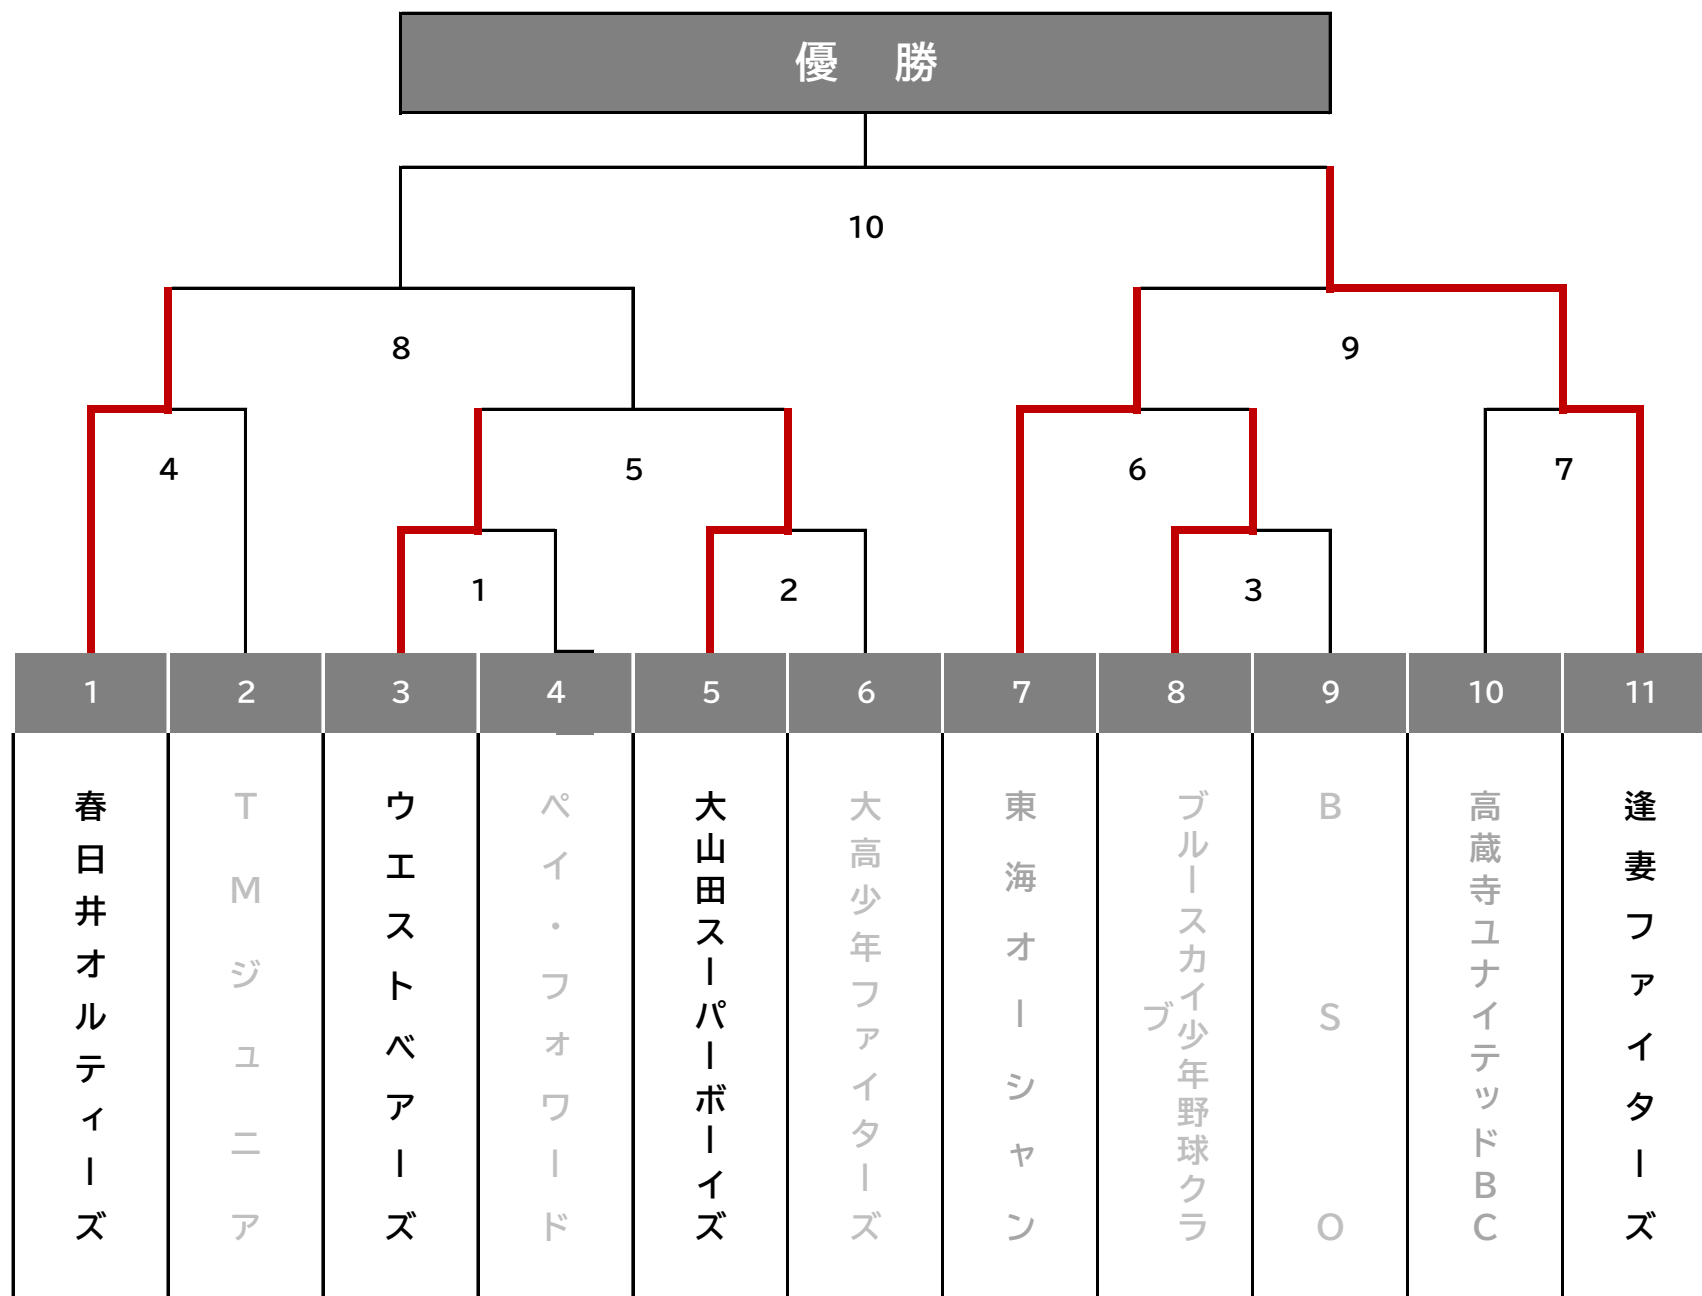 優　勝
10
8
9
4
5
6
7
1
2
3
1
2
3
4
5
6
7
8
9
10
11
春日井オルティーズ
TMジュニア
ウエストベアーズ
ペイ・フォワード
大山田スーパーボーイズ
大高少年ファイターズ
東海オーシャン
ブルースカイ少年野球クラ
ブ
BSO
高蔵寺ユナイテッドBC
逢妻ファイターズ